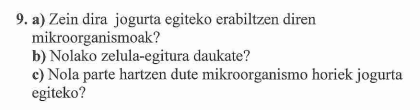 9. a) Zein dira jogurta egiteko erabiltzen diren
mikroorganismoak?
b) Nolako zelula-egitura daukate?
c) Nola parte hartzen dute mikroorganismo horiek jogurta
egiteko?